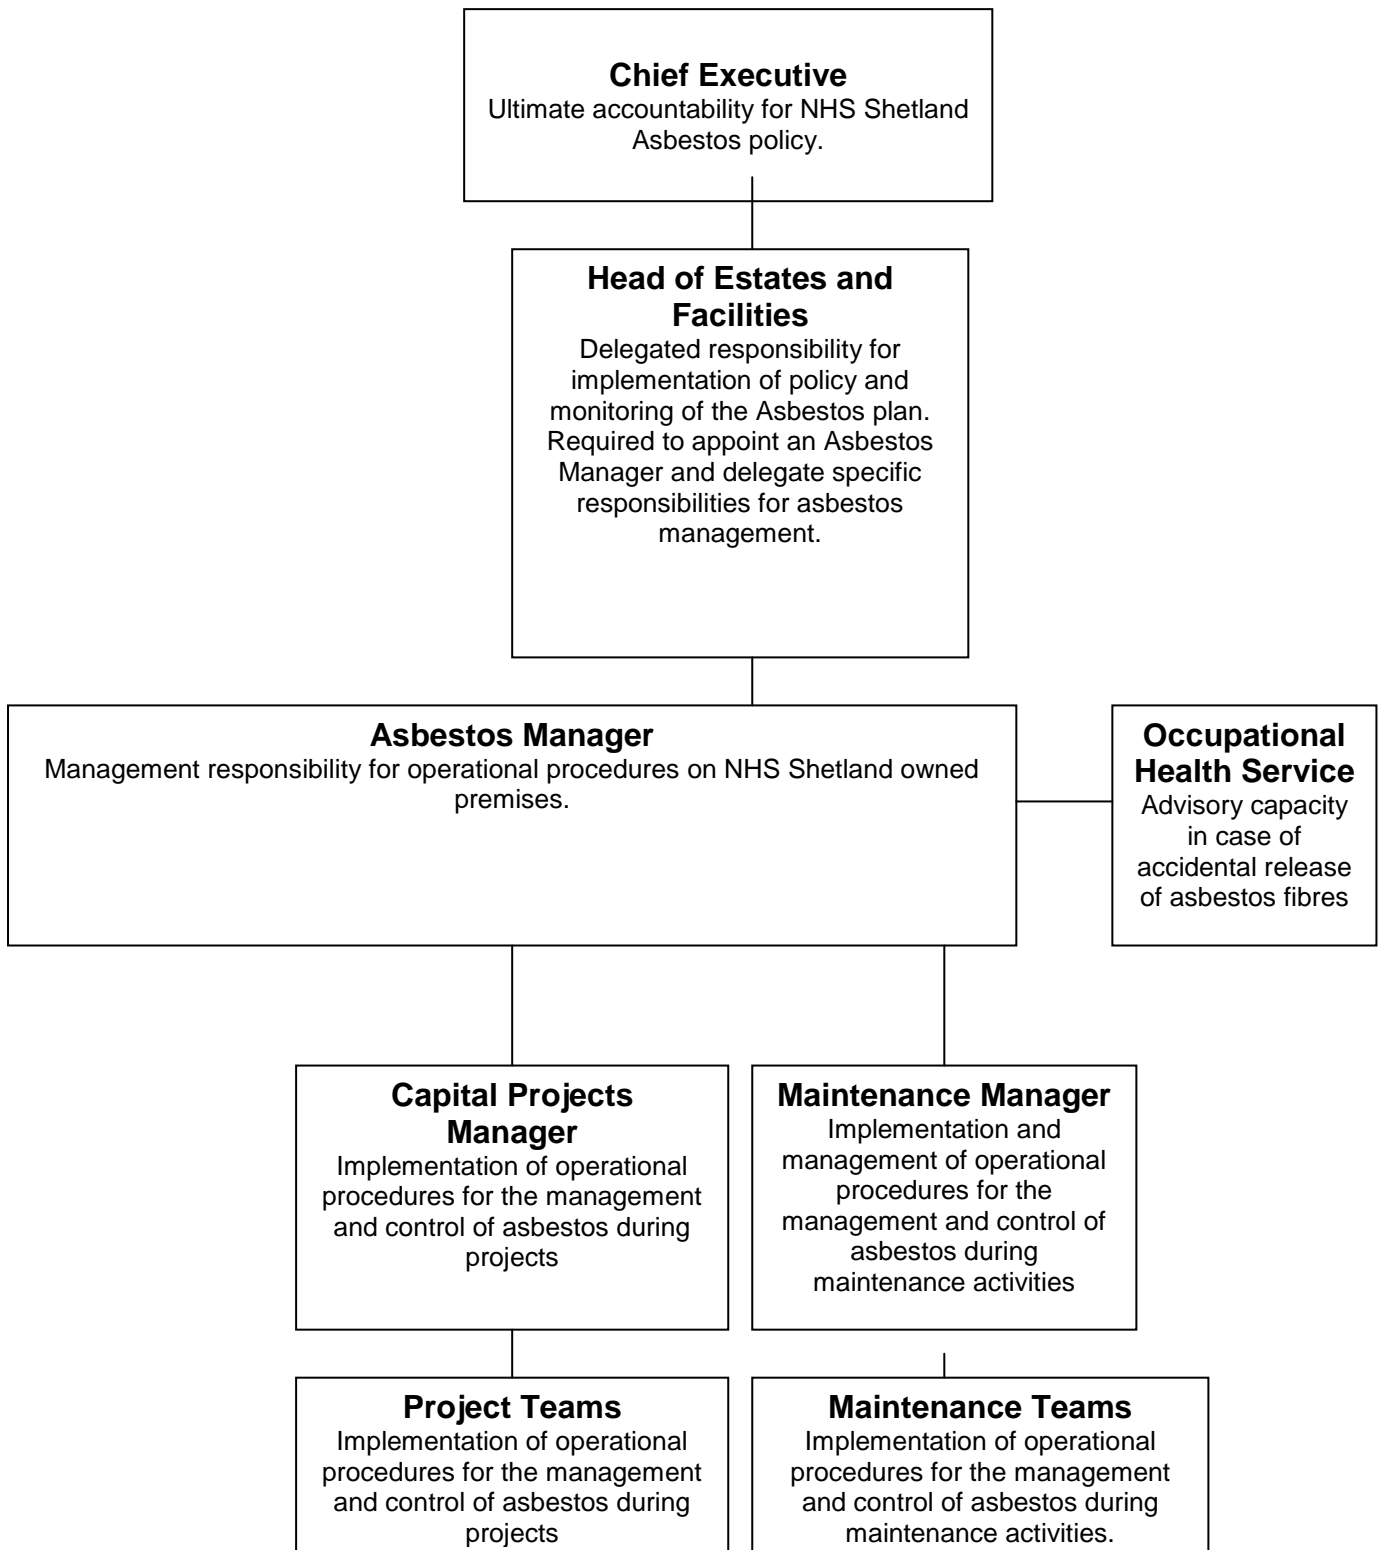 Chief Executive
Ultimate accountability for NHS Shetland
Asbestos policy.
Head of Estates and
Facilities
Delegated responsibility for
implementation of policy and
monitoring of the Asbestos plan.
Required to appoint an Asbestos
Manager and delegate specific
responsibilities for asbestos
management.
Asbestos Manager
Management responsibility for operational procedures on NHS Shetland owned
premises.
Occupational
Health Service
Advisory capacity
in case of
accidental release
of asbestos fibres
Capital Projects
Manager
Implementation of operational
procedures for the management
and control of asbestos during
projects
Maintenance Manager
Implementation and
management of operational
procedures for the
management and control of
asbestos during
maintenance activities
Project Teams
Implementation of operational
procedures for the management
and control of asbestos during
projects
Maintenance Teams
Implementation of operational
procedures for the management
and control of asbestos during
maintenance activities.